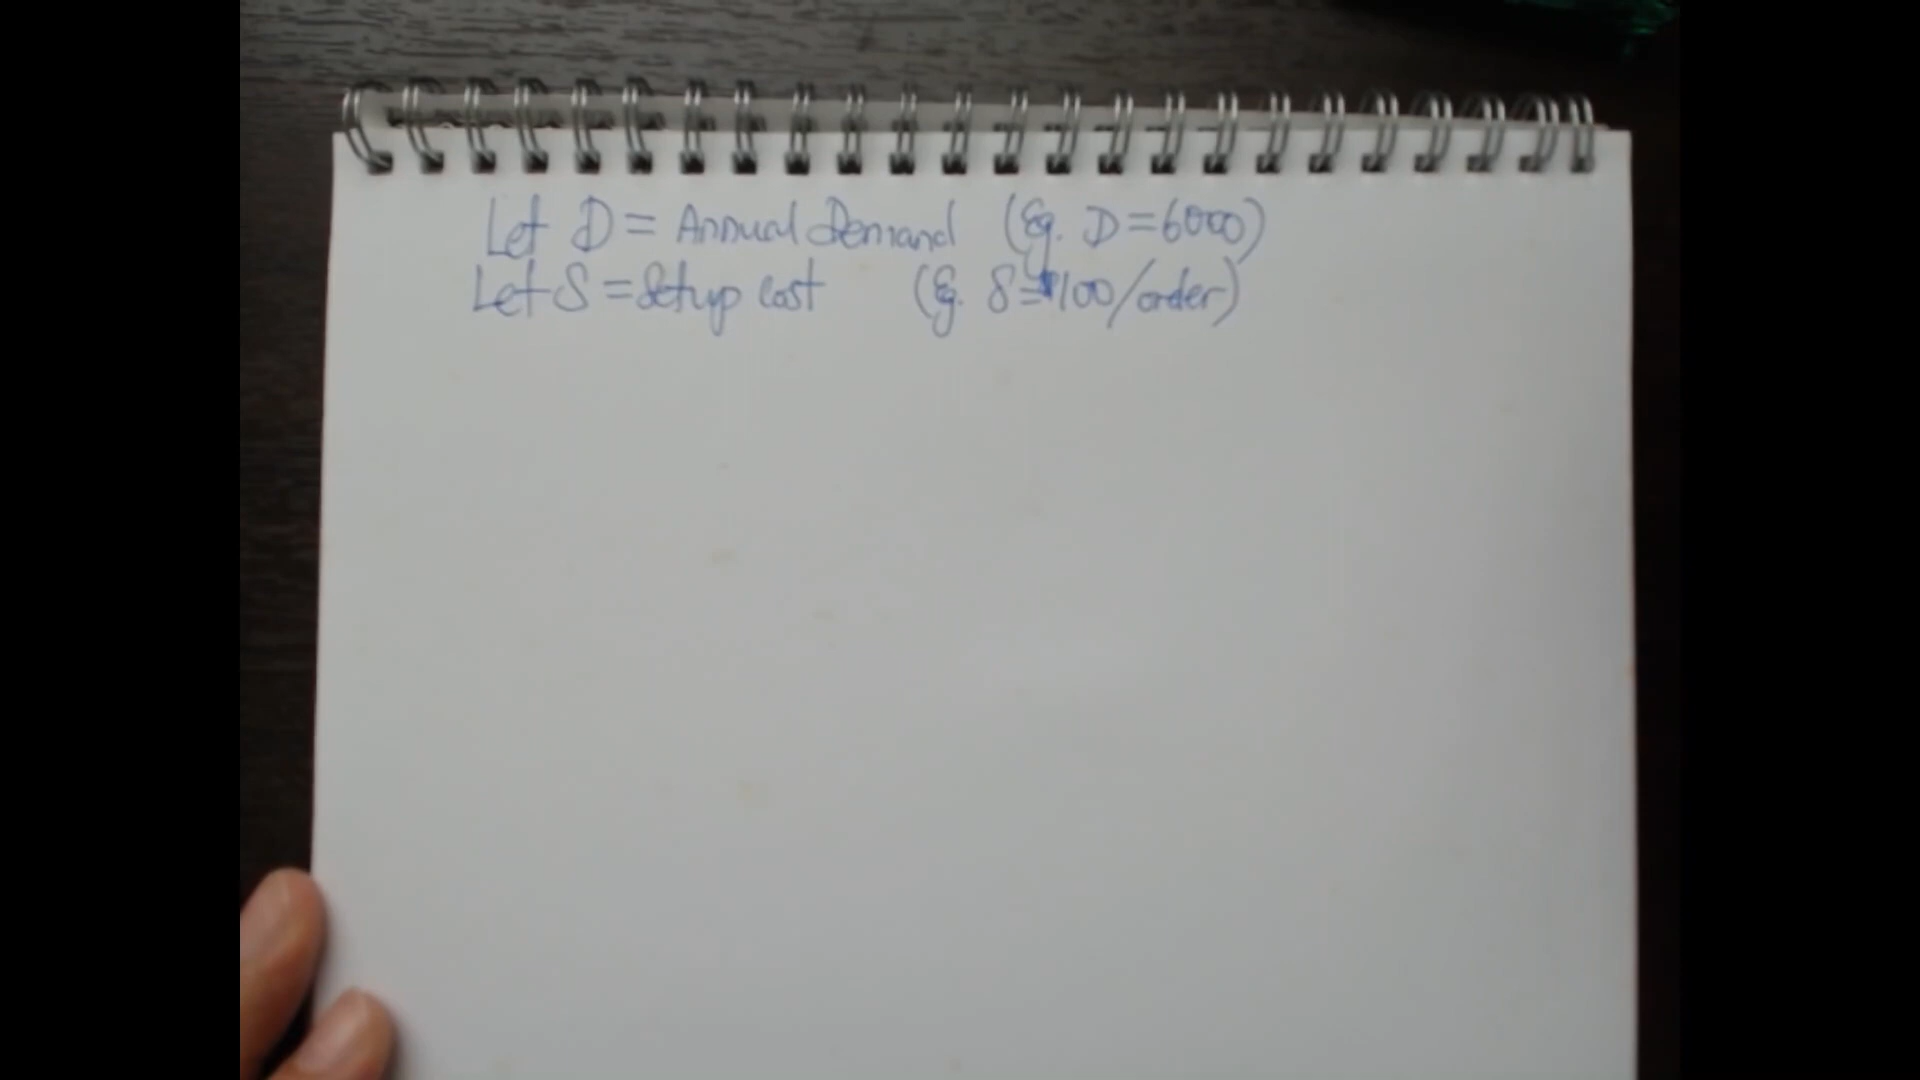 Let D = Annual Demand (Eg. D=6000)
Let S = Setup cost (Eg. S=$100/order)